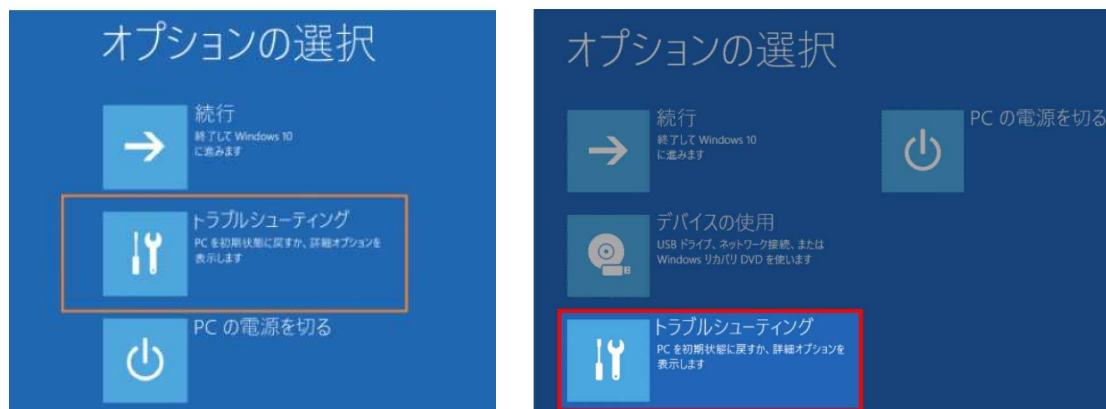 オプションの選択
続行
終了して Windows 10
に進みます
トラブルシューティング
PC を初期状態に戻すか、詳細オプションを
表示します
PC の電源を切る
オプションの選択
続行
終了して Windows 10
に進みます
PC の電源を切る
デバイスの使用
USB ドライブ、ネットワーク接続、または
Windows リカバリ DVD を使います
トラブルシューティング
PC を初期状態に戻すか、詳細オプションを
表示します